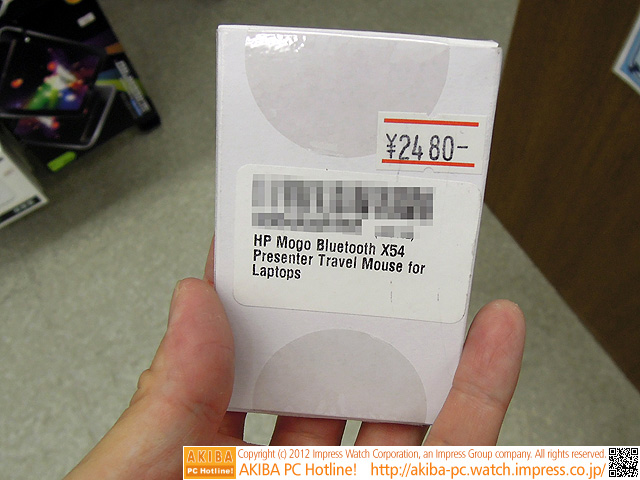 ¥2480-
HP Mogo Bluetooth X54
Presenter Travel Mouse for
Laptops
AKIBA
PC Hotline!
Copyright (c) 2012 Impress Watch Corporation, an Impress Group company. All rights reserved.
AKIBA PC Hotline! http://akiba-pc.watch.impress.co.jp/